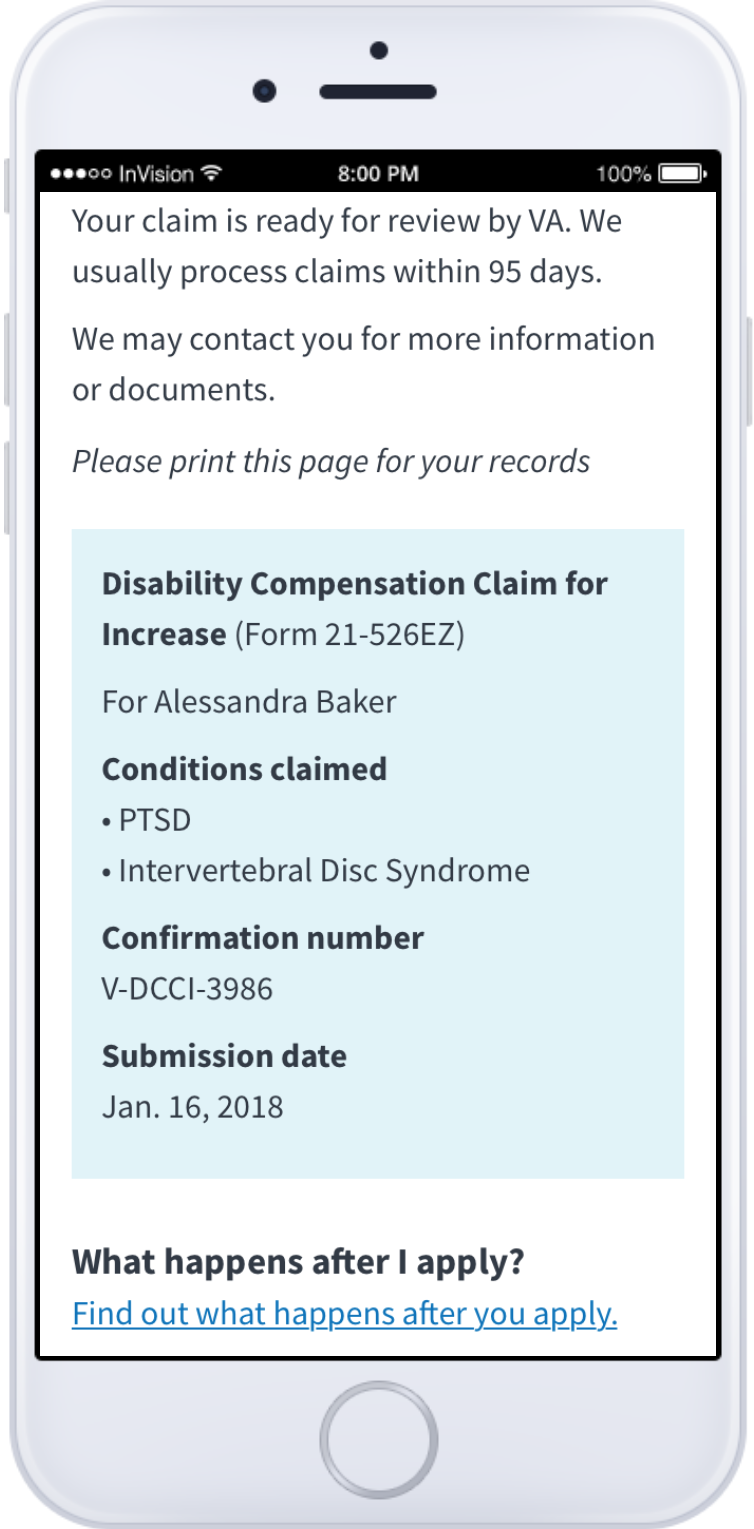 InVision 8:00 PM 100%
Your claim is ready for review by VA. We
usually process claims within 95 days.
We may contact you for more information
or documents.
Please print this page for your records
Disability Compensation Claim for
Increase (Form 21-526EZ)
For Alessandra Baker
Conditions claimed
• PTSD
• Intervertebral Disc Syndrome
Confirmation number
V-DCCI-3986
Submission date
Jan. 16, 2018
What happens after I apply?
Find out what happens after you apply.